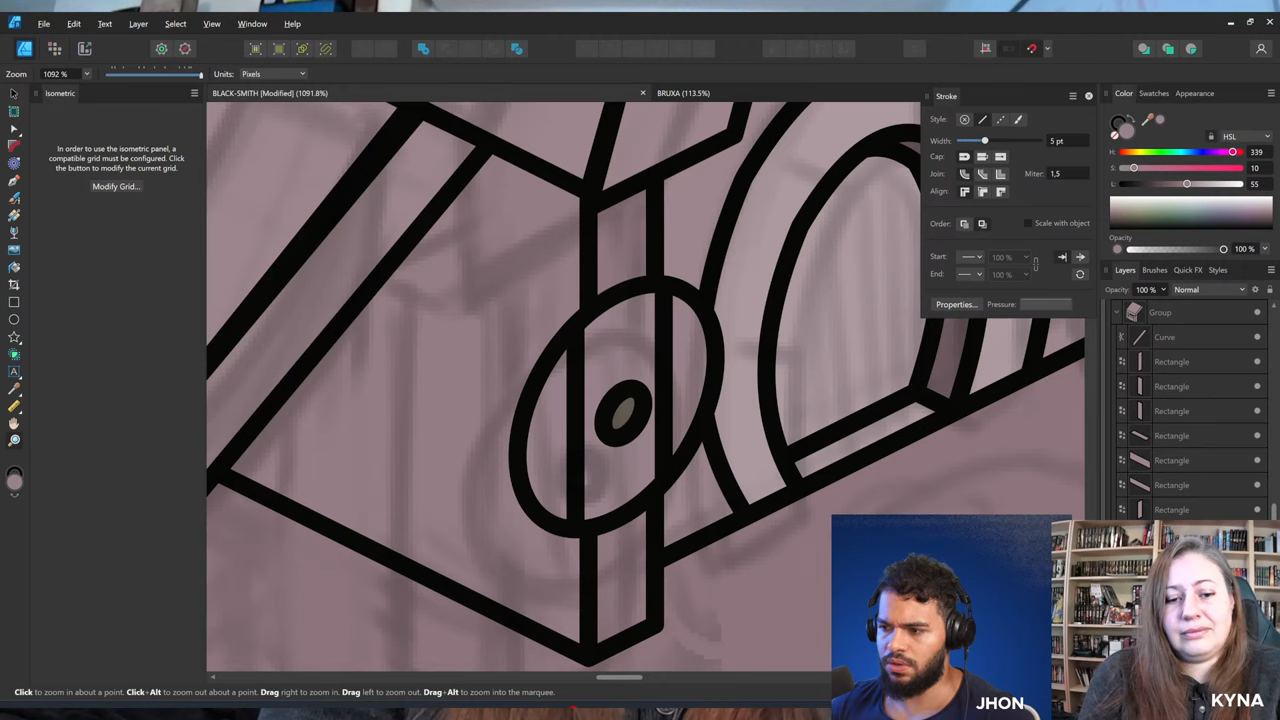 File Edit Text Layer Select View Window Help
Zoom 1092 % Units: Pixels
Isometric
BLACK-SMITH [Modified] (1091.8%)
BRUXA (113.5%)
In order to use the isometric panel, a
compatible grid must be configured. Click
the button to modify the current grid.
Modify Grid...
Stroke
Style:
Width: 5 pt
Cap:
Join: Miter: 1,5
Align:
Order: Scale with object
Start: 100 %
End: 100 %
Properties... Pressure:
Color Swatches Appearance
HSL
H: 339
S: 10
L: 55
Opacity
100 %
Layers Brushes Quick FX Styles
Opacity: 100 % Normal
Group
Curve
Rectangle
Rectangle
Rectangle
Rectangle
Rectangle
Rectangle
Rectangle
Click to zoom in about a point. Click+Alt to zoom out about a point. Drag right to zoom in. Drag left to zoom out. Drag+Alt to zoom into the marquee.
JHON
KYNA